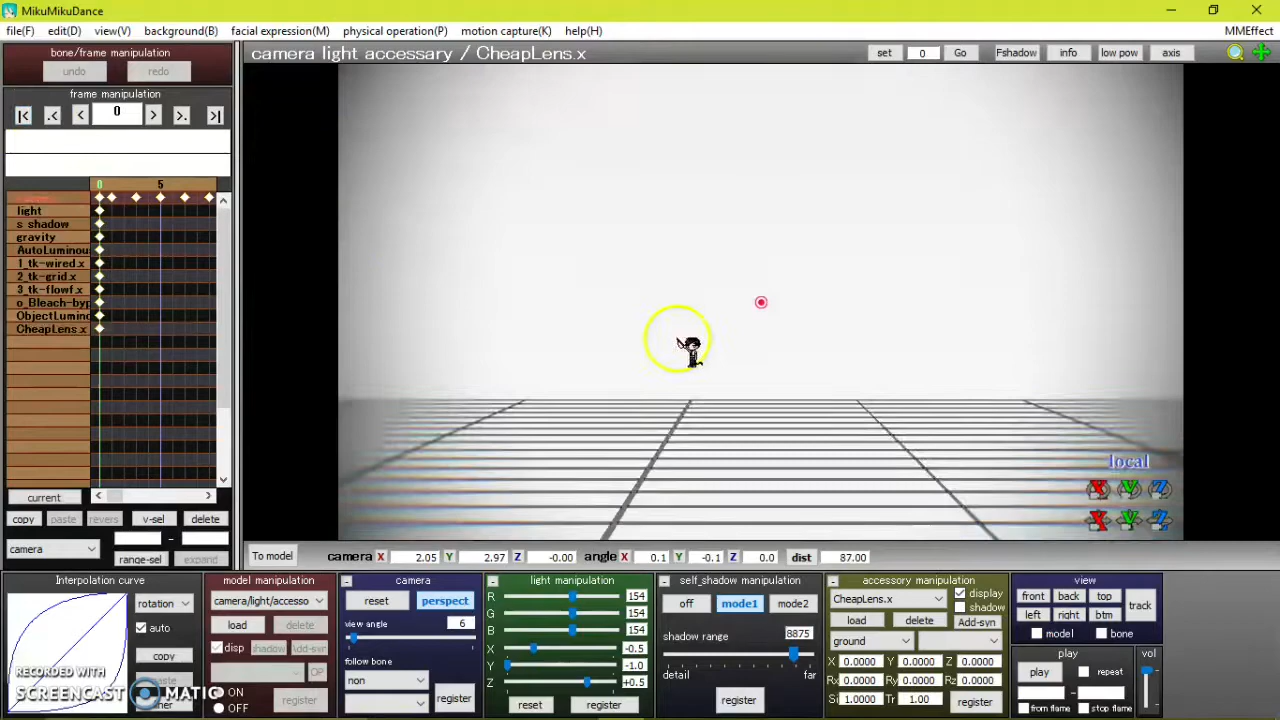 MikuMikuDance
file(F) edit(D) view(V) background(B) facial expression(M) physical operation(P) motion capture(K) help(H) MMEffect
bone/frame manipulation
undo redo
frame manipulation
|< .< < 0 > >. >|
camera light accessary / CheapLens.x
set 0 Go Fshadow info low pow axis
0 5
light
s shadow
gravity
AutoLuminou
1_tk-wired.x
2_tk-grid.x
3_tk-flowf.x
o_Bleach-byp
ObjectLumino
CheapLens.x
current
copy paste revers v-sel delete
camera - range-sel expand
local
X Y Z
X Y Z
To model camera X 2.05 Y 2.97 Z -0.00 angle X 0.1 Y -0.1 Z 0.0 dist 87.00
Interpolation curve
rotation
auto
copy
paste
model manipulation
camera/light/accesso
load delete
disp shadow Add-syn
OP
ON
OFF
register
camera
reset perspect
view angle 6
follow bone
non
register
light manipulation
R 154
G 154
B 154
X -0.5
Y -1.0
Z +0.5
reset register
self_shadow manipulation
off mode1 mode2
shadow range 8875
detail far
register
accessory manipulation
CheapLens.x display
shadow
load delete Add-syn
ground
X 0.0000 Y 0.0000 Z 0.0000
Rx 0.0000 Ry 0.0000 Rz 0.0000
Si 1.0000 Tr 1.00 register
view
front back top track
left right btm
model bone
play
play repeat
-
from flame stop flame
vol
RECORDED WITH
SCREENCAST MATIC